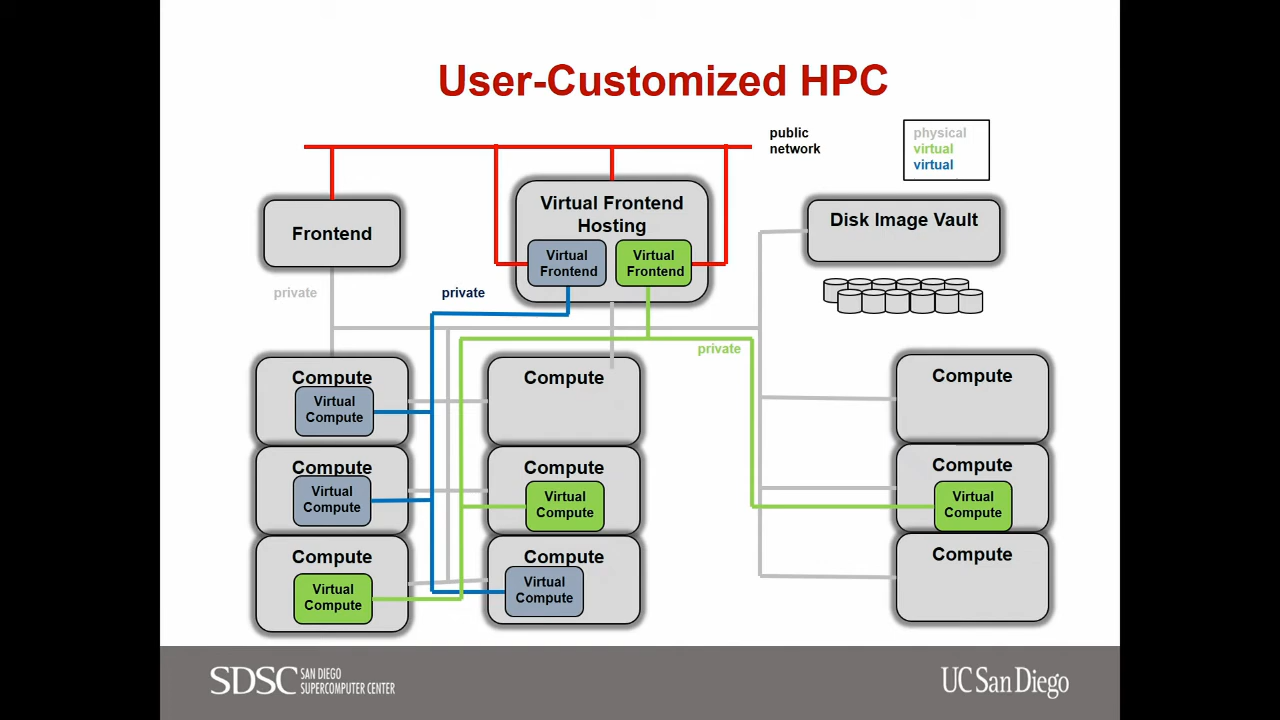 User-Customized HPC
public
network
physical
virtual
virtual
Frontend
Virtual Frontend
Hosting
Virtual
Frontend
Virtual
Frontend
Disk Image Vault
private
private
private
Compute
Virtual
Compute
Compute
Virtual
Compute
Compute
Virtual
Compute
Compute
Compute
Virtual
Compute
Compute
Virtual
Compute
Compute
Compute
Virtual
Compute
Compute
SDSC
SAN DIEGO
SUPERCOMPUTER CENTER
UC San Diego